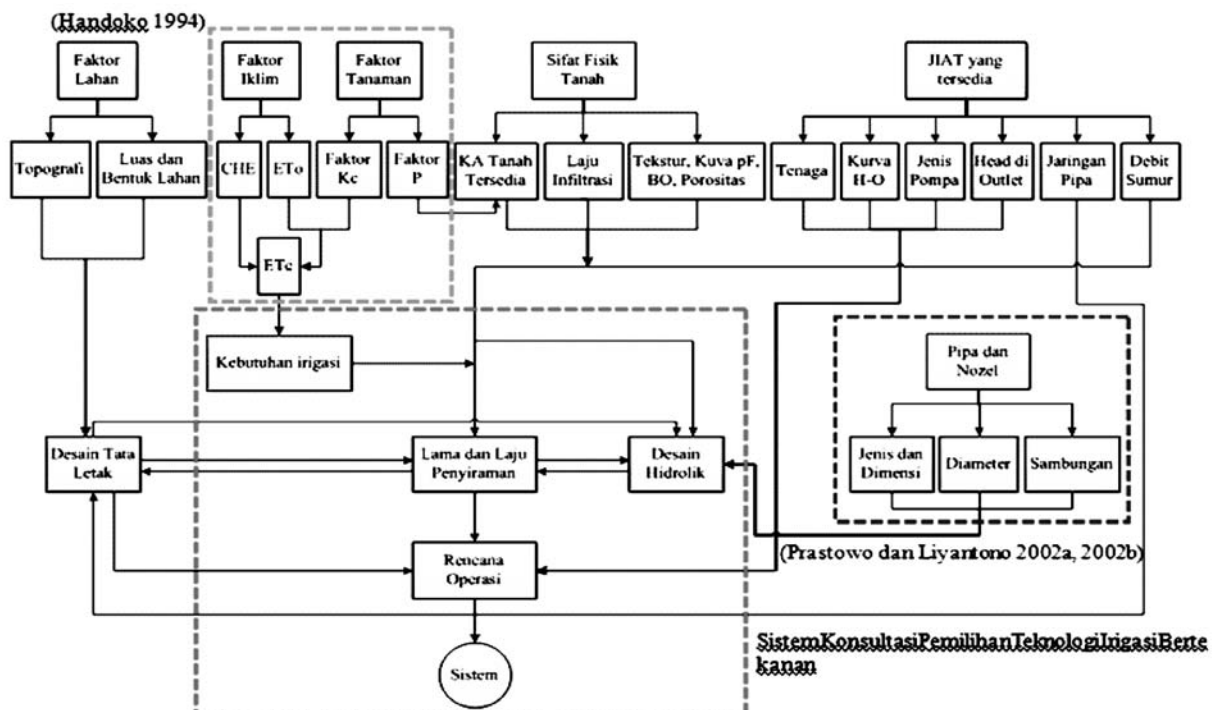 (Handoko 1994)
Faktor
Lahan
Faktor
Iklim
Faktor
Tanaman
Sifat Fisik
Tanah
JIAT yang
tersedia
Topografi
Luas dan
Bentuk Lahan
CHE
ETo
Faktor
Kc
Faktor
P
KA Tanah
Tersedia
Laju
Infiltrasi
Tekstur, Kuva pF,
BO, Porositas
Tenaga
Kurva
H-O
Jenis
Pompa
Head di
Outlet
Jaringan
Pipa
Debit
Sumur
ETc
Kebutuhan irigasi
Pipa dan
Nozel
Desain Tata
Letak
Lama dan Laju
Penyiraman
Desain
Hidrolik
Jenis dan
Dimensi
Diameter
Sambungan
(Prastowo dan Liyantono 2002a, 2002b)
Rencana
Operasi
SistemKonsultasiPemilihanTeknologiIrigasiBerte
kanan
Sistem